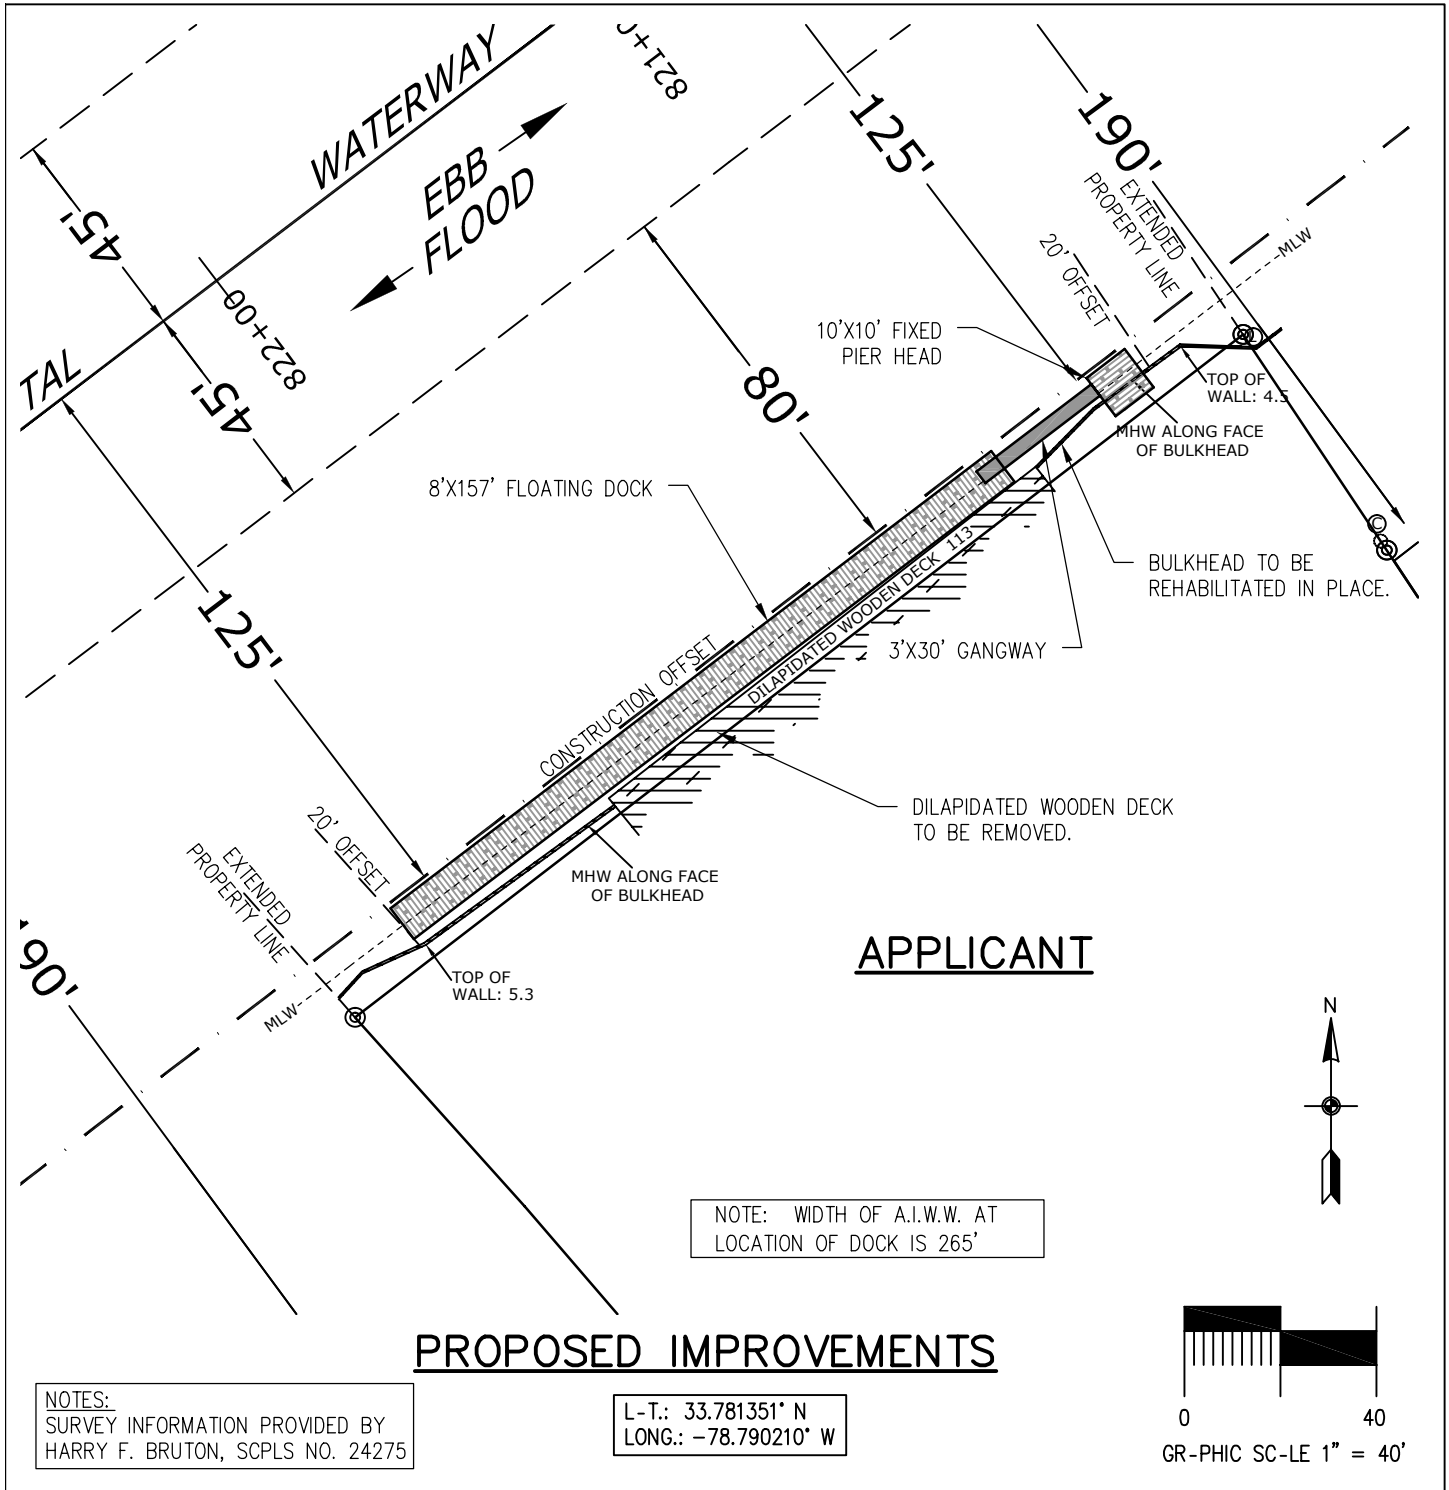 WATERWAY
821+0
EBB
FLOOD
125'
190'
EXTENDED
PROPERTY LINE
20' OFFSET
MLW
45'
45'
822+00
TAL
10'X10' FIXED
PIER HEAD
80'
TOP OF
WALL: 4.5
MHW ALONG FACE
OF BULKHEAD
8'X157' FLOATING DOCK
DILAPIDATED WOODEN DECK 113
BULKHEAD TO BE
REHABILITATED IN PLACE.
3'X30' GANGWAY
125'
CONSTRUCTION OFFSET
DILAPIDATED WOODEN DECK
TO BE REMOVED.
20' OFFSET
EXTENDED
PROPERTY LINE
MHW ALONG FACE
OF BULKHEAD
90'
APPLICANT
TOP OF
WALL: 5.3
MLW
N
NOTE: WIDTH OF A.I.W.W. AT
LOCATION OF DOCK IS 265'
PROPOSED IMPROVEMENTS
NOTES:
SURVEY INFORMATION PROVIDED BY
HARRY F. BRUTON, SCPLS NO. 24275
L-T.: 33.781351° N
LONG.: -78.790210° W
0 40
GR-PHIC SC-LE 1" = 40'